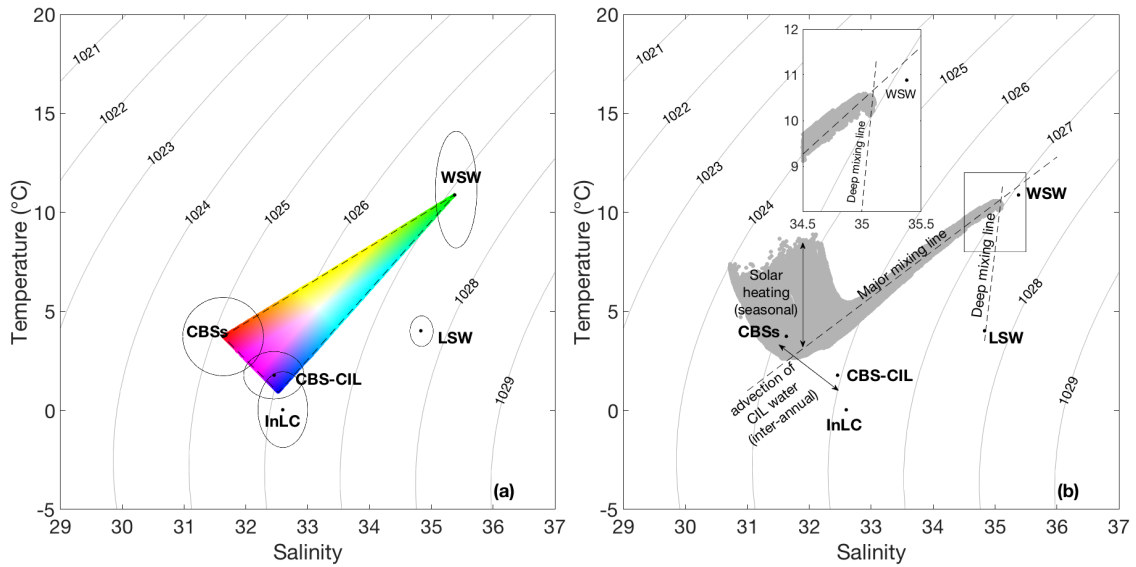 20
15
10
5
0
-5
29
30
31
32
33
34
35
36
37
Temperature (°C)
Salinity
1021
1022
1023
1024
1025
1026
1028
1029
WSW
CBSs
LSW
CBS-CIL
InLC
(a)
20
15
10
5
0
-5
29
30
31
32
33
34
35
36
37
Temperature (°C)
Salinity
1021
1022
1023
1024
1025
1026
1027
1028
1029
12
11
10
9
34.5
35
35.5
WSW
Deep mixing line
WSW
Major mixing line
Deep mixing line
Solar
heating
(seasonal)
CBSs
LSW
CBS-CIL
advection of
CIL water
(inter-annual)
InLC
(b)